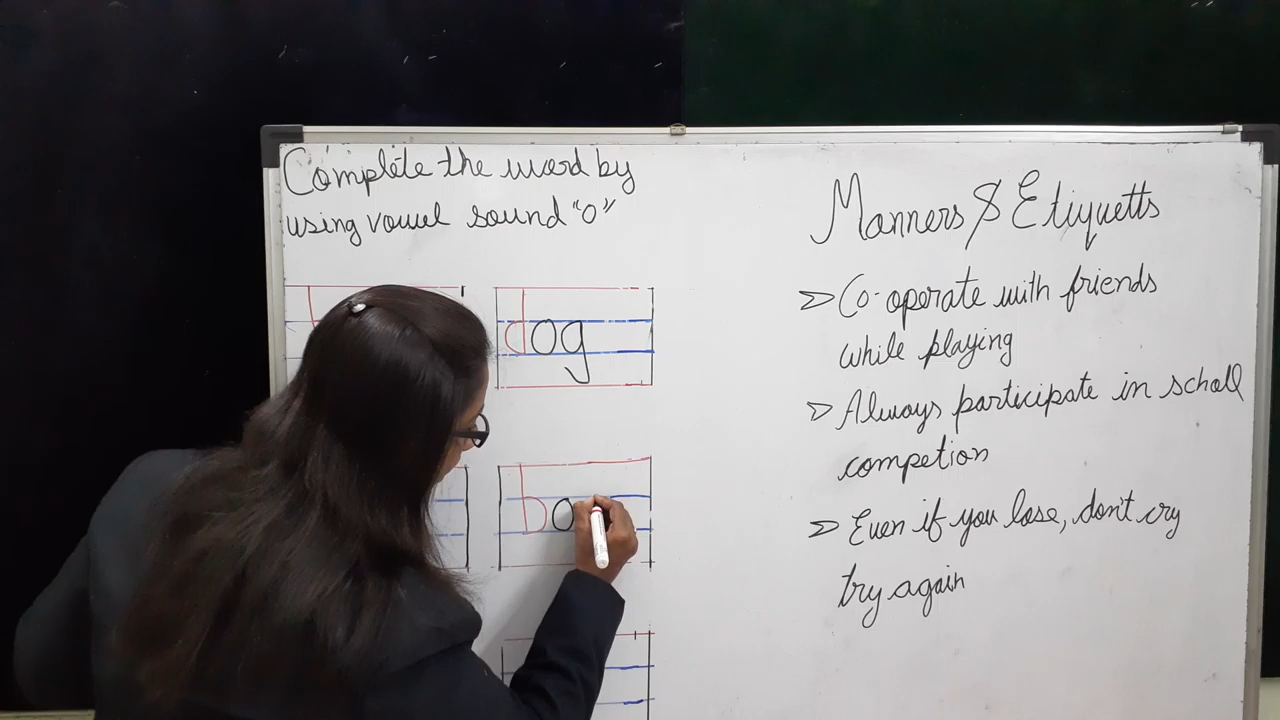 Complete the word by
using vowel sound "O"
dog
bo
Manners & Etiquetts
Co-operate with friends
while playing
Always participate in scholl
competion
Even if you lose, don't cry
try again